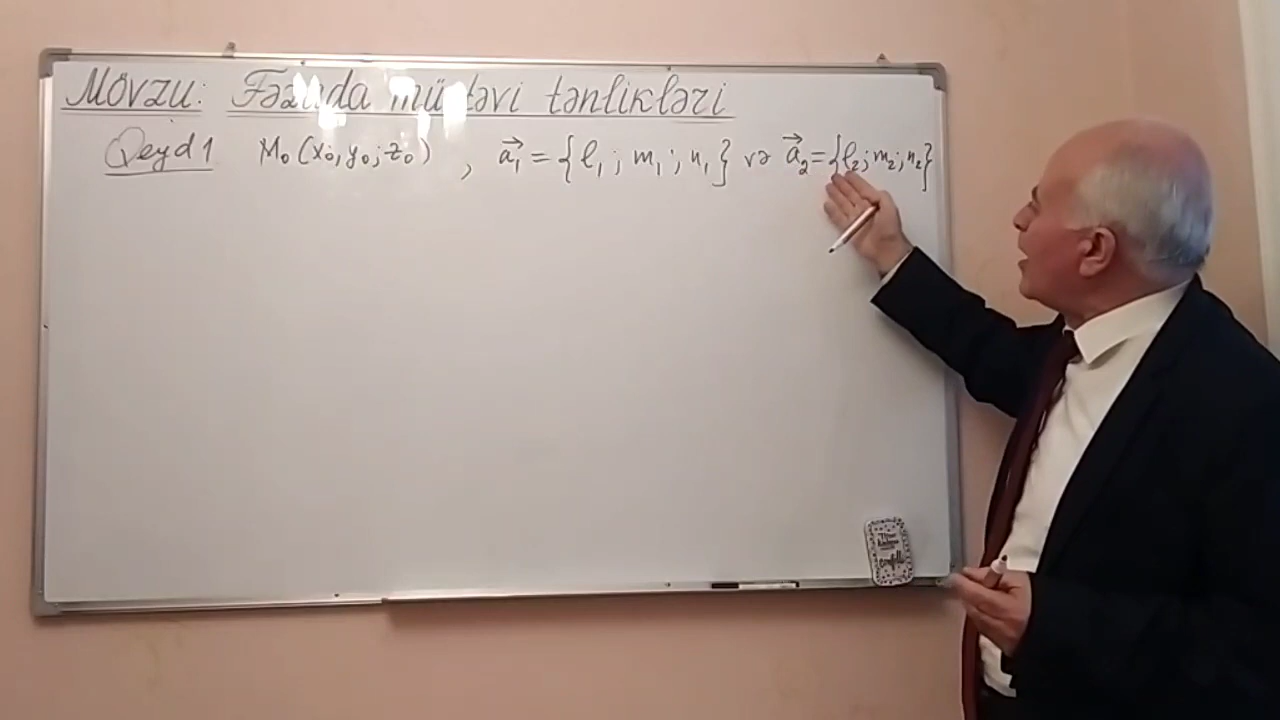 Mövzu: Fəzada müstəvi tənlikləri
Qeyd 1 M₀(x₀, y₀; z₀), a⃗₁ = {ℓ₁; m₁; n₁} və a⃗₂={ℓ₂; m₂; n₂}